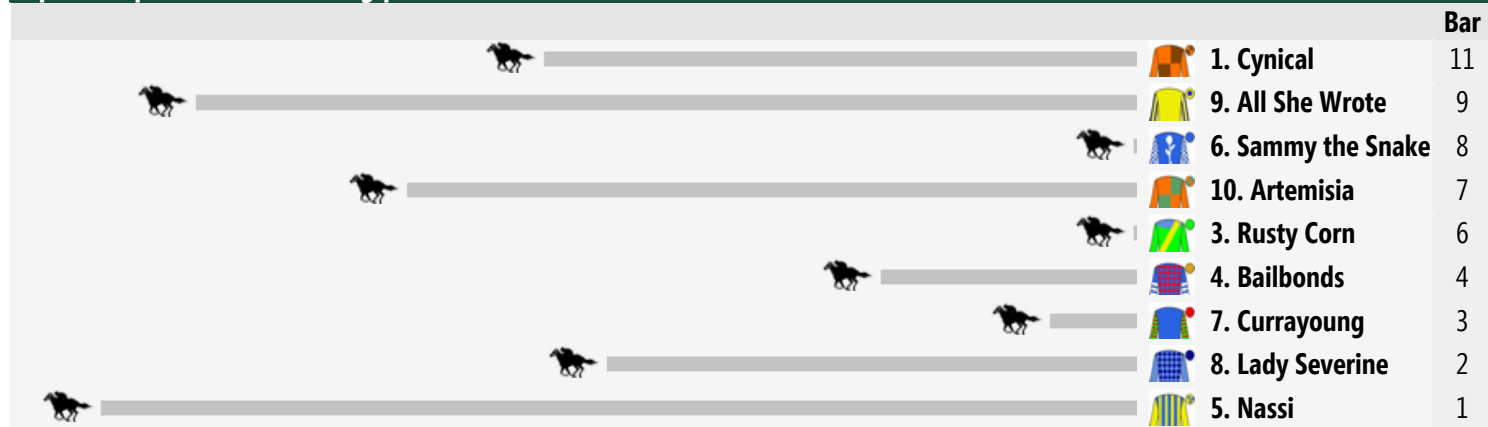 Bar
1. Cynical 11
9. All She Wrote 9
6. Sammy the Snake 8
10. Artemisia 7
3. Rusty Corn 6
4. Bailbonds 4
7. Currayoung 3
8. Lady Severine 2
5. Nassi 1